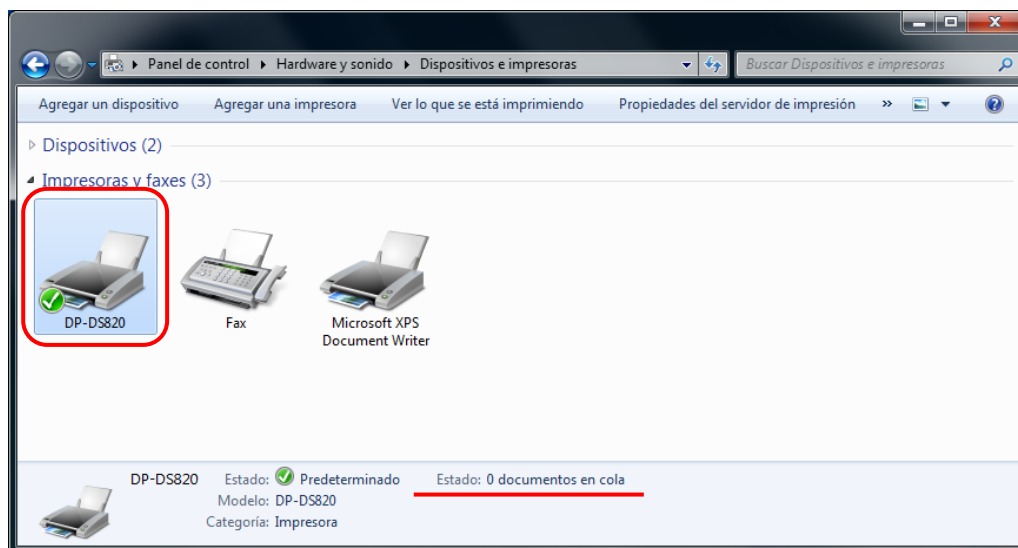 Panel de control ▸ Hardware y sonido ▸ Dispositivos e impresoras
Buscar Dispositivos e impresoras
Agregar un dispositivo Agregar una impresora Ver lo que se está imprimiendo Propiedades del servidor de impresión »
Dispositivos (2)
Impresoras y faxes (3)
DP-DS820
Fax
Microsoft XPS
Document Writer
DP-DS820 Estado: Predeterminado Estado: 0 documentos en cola
Modelo: DP-DS820
Categoría: Impresora